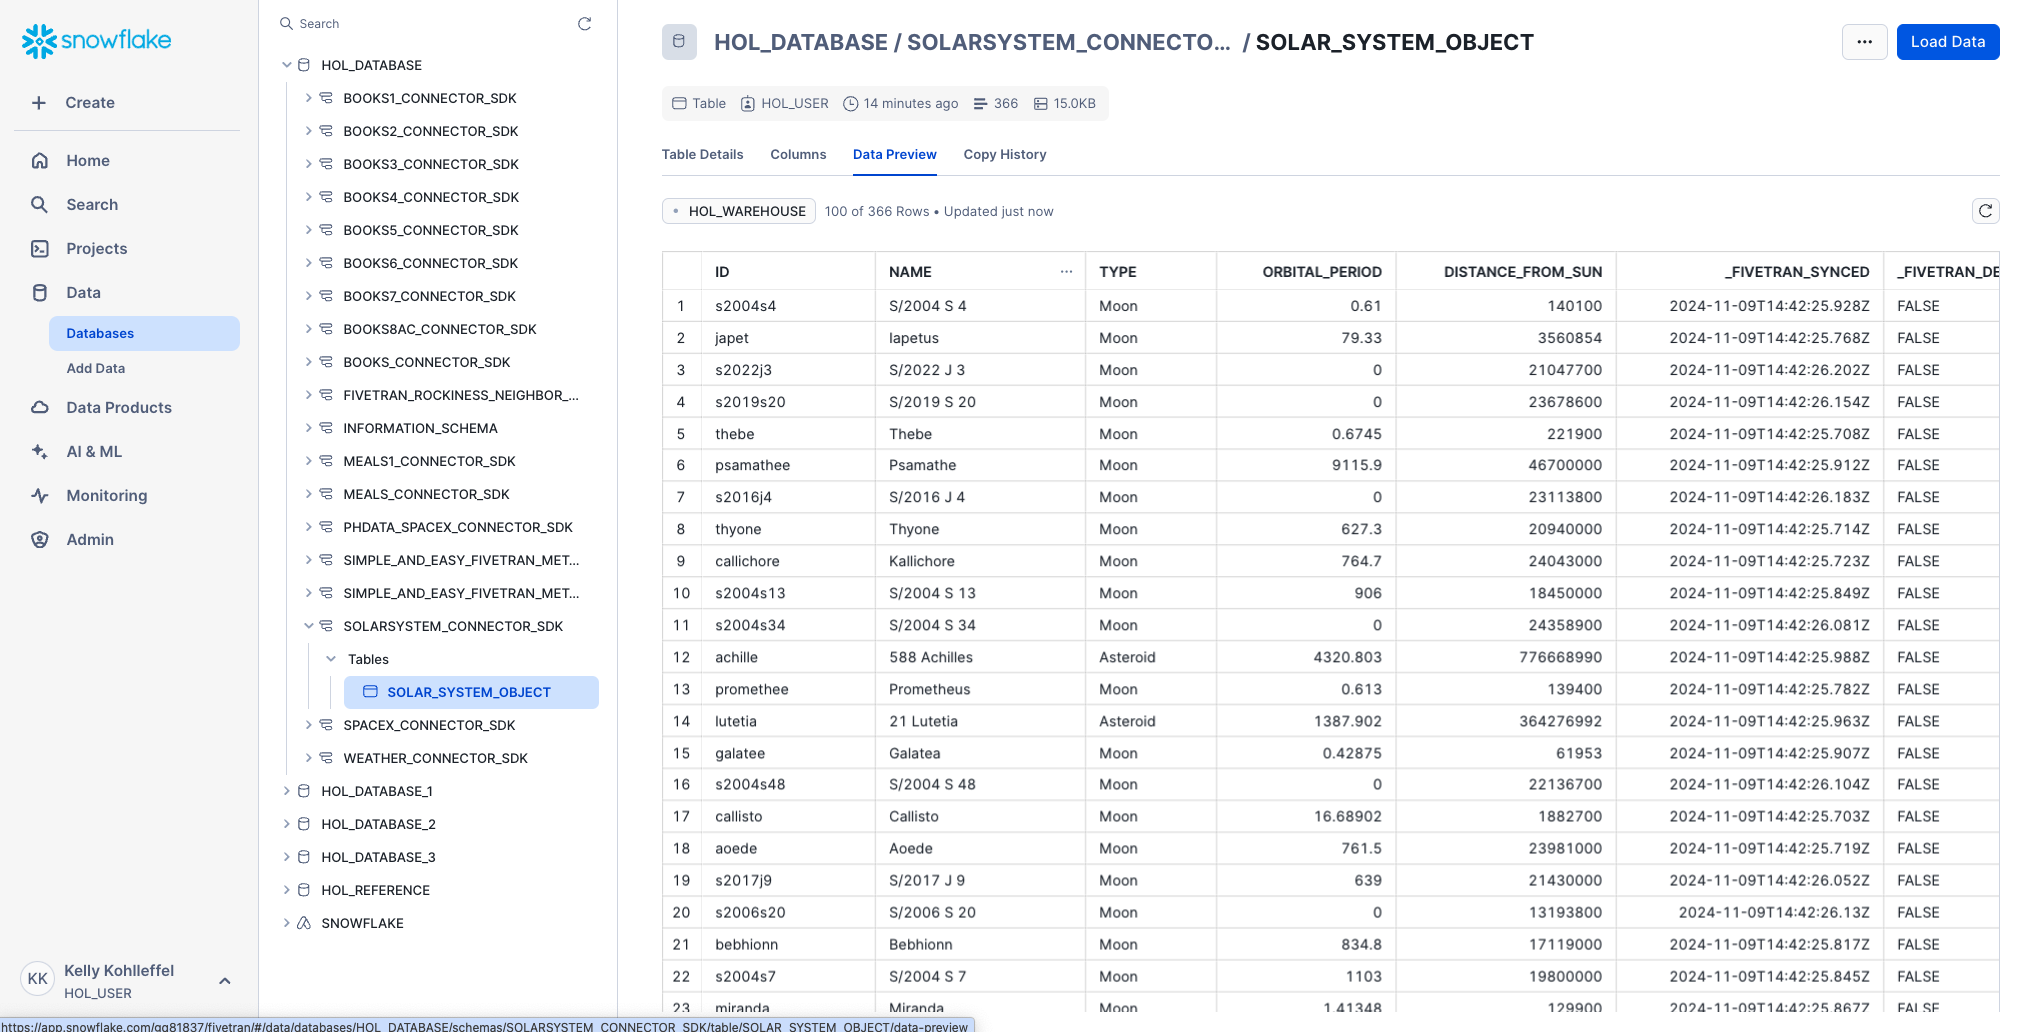 snowflake
Create
Home
Search
Projects
Data
Databases
Add Data
Data Products
AI & ML
Monitoring
Admin
KK
Kelly Kohlleffel
HOL_USER
Search
HOL_DATABASE
BOOKS1_CONNECTOR_SDK
BOOKS2_CONNECTOR_SDK
BOOKS3_CONNECTOR_SDK
BOOKS4_CONNECTOR_SDK
BOOKS5_CONNECTOR_SDK
BOOKS6_CONNECTOR_SDK
BOOKS7_CONNECTOR_SDK
BOOKS8AC_CONNECTOR_SDK
BOOKS_CONNECTOR_SDK
FIVETRAN_ROCKINESS_NEIGHBOR_...
INFORMATION_SCHEMA
MEALS1_CONNECTOR_SDK
MEALS_CONNECTOR_SDK
PHDATA_SPACEX_CONNECTOR_SDK
SIMPLE_AND_EASY_FIVETRAN_MET...
SIMPLE_AND_EASY_FIVETRAN_MET...
SOLARSYSTEM_CONNECTOR_SDK
Tables
SOLAR_SYSTEM_OBJECT
SPACEX_CONNECTOR_SDK
WEATHER_CONNECTOR_SDK
HOL_DATABASE_1
HOL_DATABASE_2
HOL_DATABASE_3
HOL_REFERENCE
SNOWFLAKE
HOL_DATABASE / SOLARSYSTEM_CONNECTO... / SOLAR_SYSTEM_OBJECT
... Load Data
Table HOL_USER 14 minutes ago 366 15.0KB
Table Details Columns Data Preview Copy History
HOL_WAREHOUSE 100 of 366 Rows • Updated just now
ID NAME ... TYPE ORBITAL_PERIOD DISTANCE_FROM_SUN _FIVETRAN_SYNCED _FIVETRAN_DE
1 s2004s4 S/2004 S 4 Moon 0.61 140100 2024-11-09T14:42:25.928Z FALSE
2 japet Iapetus Moon 79.33 3560854 2024-11-09T14:42:25.768Z FALSE
3 s2022j3 S/2022 J 3 Moon 0 21047700 2024-11-09T14:42:26.202Z FALSE
4 s2019s20 S/2019 S 20 Moon 0 23678600 2024-11-09T14:42:26.154Z FALSE
5 thebe Thebe Moon 0.6745 221900 2024-11-09T14:42:25.708Z FALSE
6 psamathee Psamathe Moon 9115.9 46700000 2024-11-09T14:42:25.912Z FALSE
7 s2016j4 S/2016 J 4 Moon 0 23113800 2024-11-09T14:42:26.183Z FALSE
8 thyone Thyone Moon 627.3 20940000 2024-11-09T14:42:25.714Z FALSE
9 callichore Kallichore Moon 764.7 24043000 2024-11-09T14:42:25.723Z FALSE
10 s2004s13 S/2004 S 13 Moon 906 18450000 2024-11-09T14:42:25.849Z FALSE
11 s2004s34 S/2004 S 34 Moon 0 24358900 2024-11-09T14:42:26.081Z FALSE
12 achille 588 Achilles Asteroid 4320.803 776668990 2024-11-09T14:42:25.988Z FALSE
13 promethee Prometheus Moon 0.613 139400 2024-11-09T14:42:25.782Z FALSE
14 lutetia 21 Lutetia Asteroid 1387.902 364276992 2024-11-09T14:42:25.963Z FALSE
15 galatee Galatea Moon 0.42875 61953 2024-11-09T14:42:25.907Z FALSE
16 s2004s48 S/2004 S 48 Moon 0 22136700 2024-11-09T14:42:26.104Z FALSE
17 callisto Callisto Moon 16.68902 1882700 2024-11-09T14:42:25.703Z FALSE
18 aoede Aoede Moon 761.5 23981000 2024-11-09T14:42:25.719Z FALSE
19 s2017j9 S/2017 J 9 Moon 639 21430000 2024-11-09T14:42:26.052Z FALSE
20 s2006s20 S/2006 S 20 Moon 0 13193800 2024-11-09T14:42:26.13Z FALSE
21 bebhionn Bebhionn Moon 834.8 17119000 2024-11-09T14:42:25.817Z FALSE
22 s2004s7 S/2004 S 7 Moon 1103 19800000 2024-11-09T14:42:25.845Z FALSE
23 miranda Miranda Moon 1.41348 129900 2024-11-09T14:42:25.867Z FALSE
https://app.snowflake.com/gg81837/fivetran/#/data/databases/HOL_DATABASE/schemas/SOLARSYSTEM_CONNECTOR_SDK/table/SOLAR_SYSTEM_OBJECT/data-preview